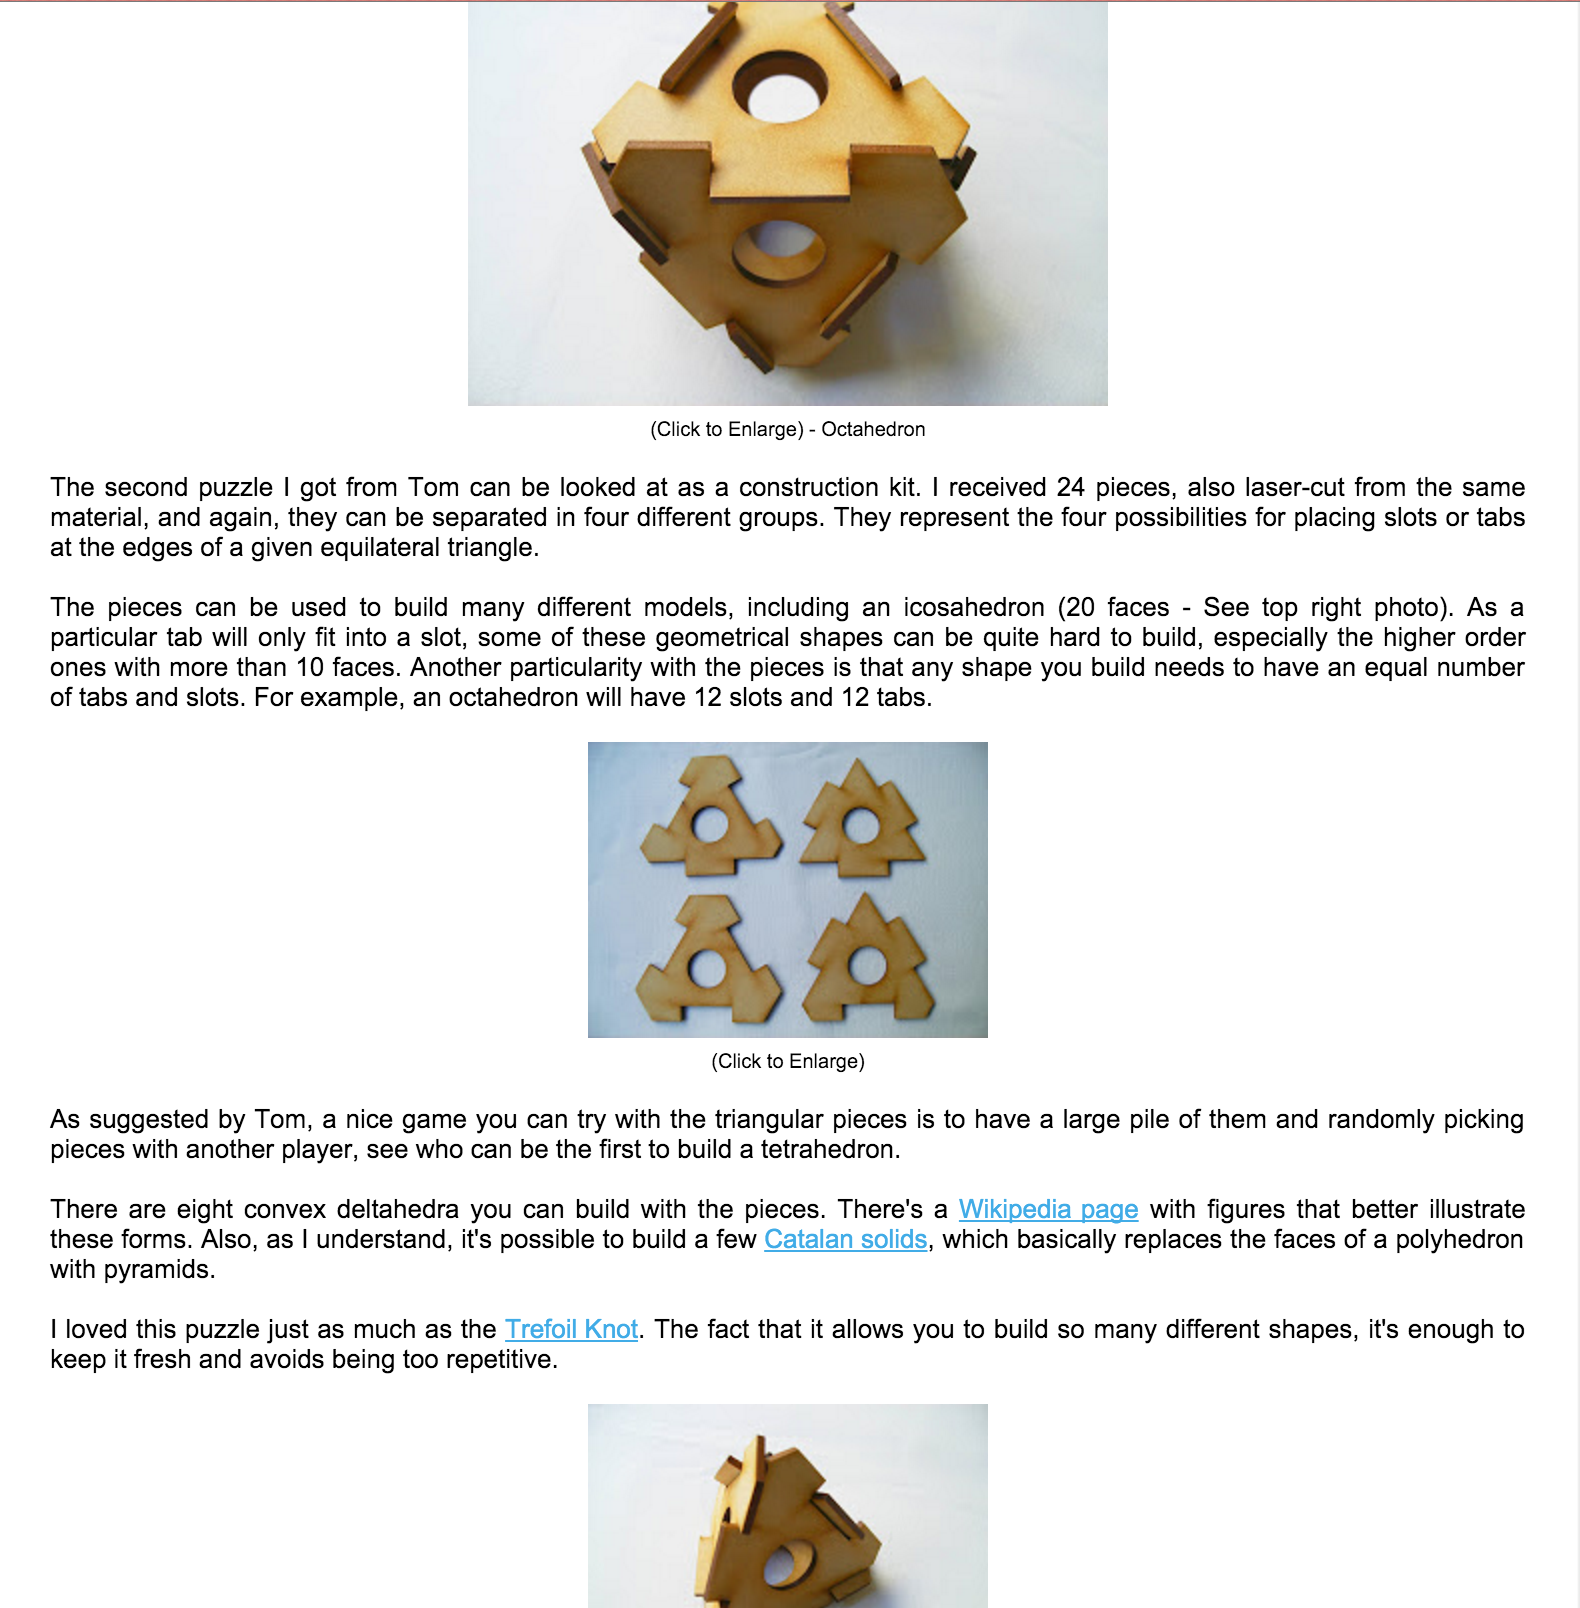 (Click to Enlarge) - Octahedron
The second puzzle I got from Tom can be looked at as a construction kit. I received 24 pieces, also laser-cut from the same
material, and again, they can be separated in four different groups. They represent the four possibilities for placing slots or tabs
at the edges of a given equilateral triangle.
The pieces can be used to build many different models, including an icosahedron (20 faces - See top right photo). As a
particular tab will only fit into a slot, some of these geometrical shapes can be quite hard to build, especially the higher order
ones with more than 10 faces. Another particularity with the pieces is that any shape you build needs to have an equal number
of tabs and slots. For example, an octahedron will have 12 slots and 12 tabs.
(Click to Enlarge)
As suggested by Tom, a nice game you can try with the triangular pieces is to have a large pile of them and randomly picking
pieces with another player, see who can be the first to build a tetrahedron.
There are eight convex deltahedra you can build with the pieces. There's a Wikipedia page with figures that better illustrate
these forms. Also, as I understand, it's possible to build a few Catalan solids, which basically replaces the faces of a polyhedron
with pyramids.
I loved this puzzle just as much as the Trefoil Knot. The fact that it allows you to build so many different shapes, it's enough to
keep it fresh and avoids being too repetitive.